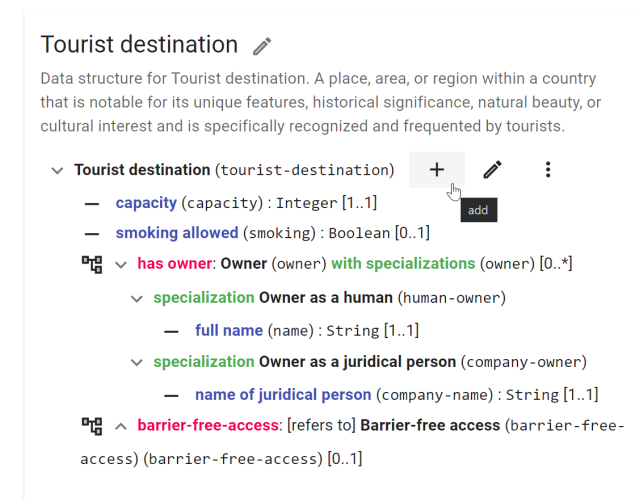 Tourist destination
Data structure for Tourist destination. A place, area, or region within a country
that is notable for its unique features, historical significance, natural beauty, or
cultural interest and is specifically recognized and frequented by tourists.
Tourist destination (tourist-destination)
add
capacity (capacity) : Integer [1..1]
smoking allowed (smoking) : Boolean [0..1]
has owner: Owner (owner) with specializations (owner) [0..*]
specialization Owner as a human (human-owner)
full name (name) : String [1..1]
specialization Owner as a juridical person (company-owner)
name of juridical person (company-name) : String [1..1]
barrier-free-access: [refers to] Barrier-free access (barrier-free-
access) (barrier-free-access) [0..1]